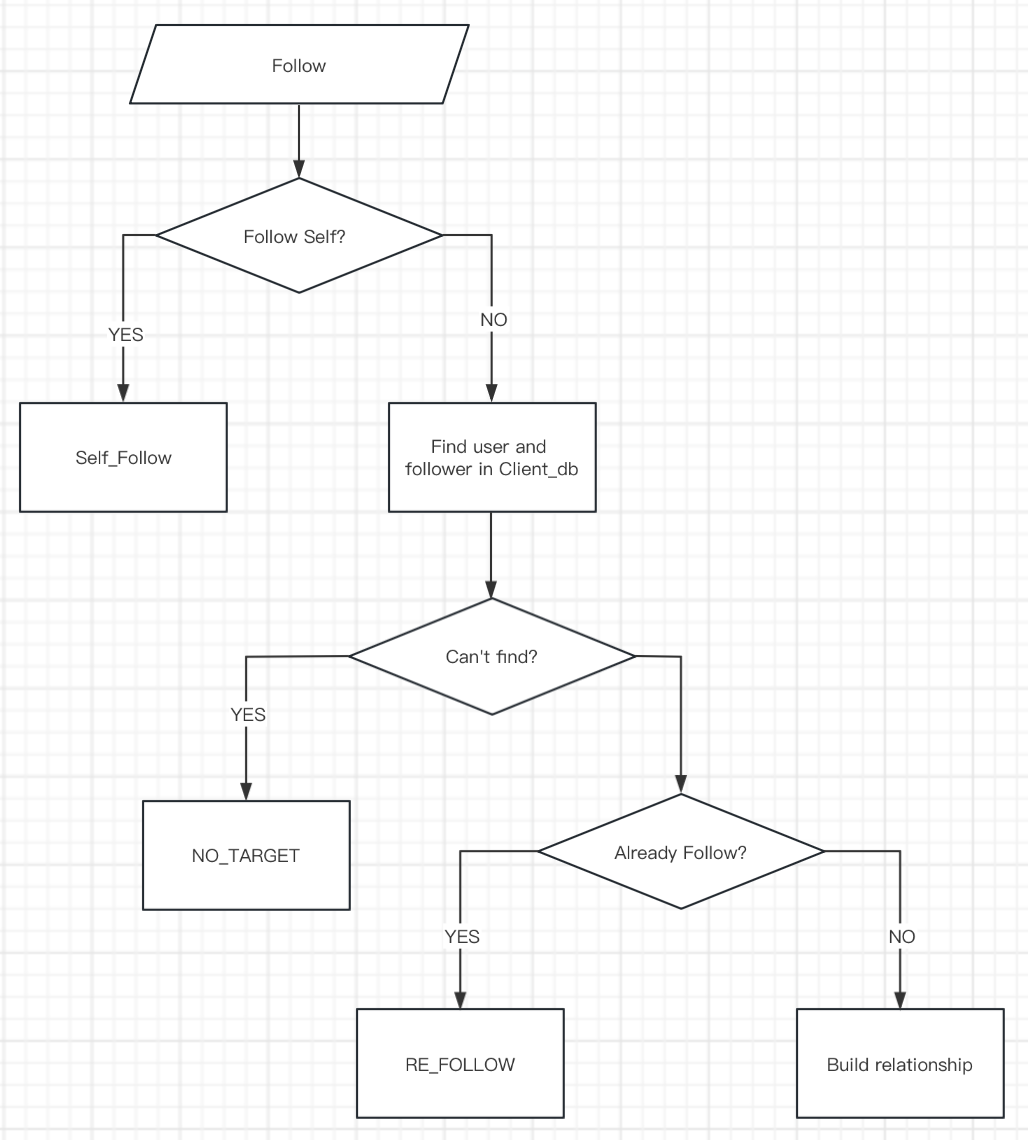 Follow
Follow Self?
YES
NO
Self_Follow
Find user and
follower in Client_db
Can't find?
YES
NO_TARGET
Already Follow?
YES
NO
RE_FOLLOW
Build relationship